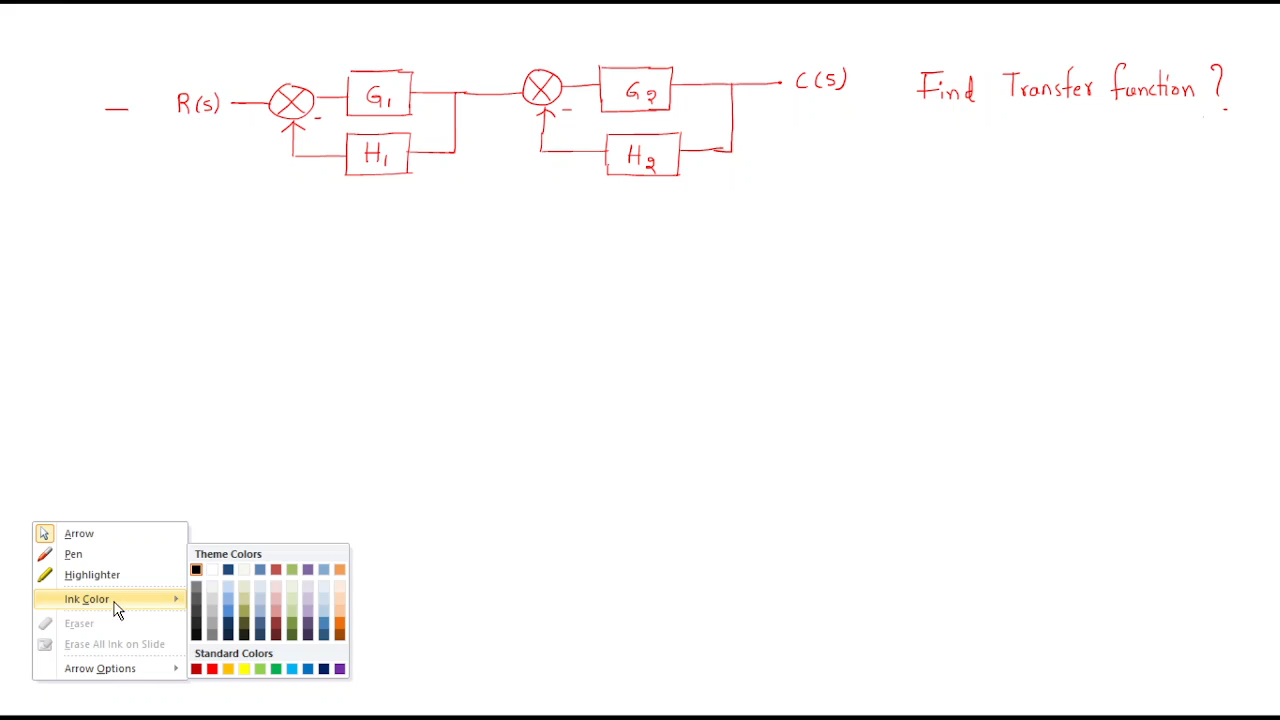 R(s) G₁ G₂ C(s) Find Transfer function ?
H₁ H₂
Arrow
Pen
Highlighter
Ink Color
Eraser
Erase All Ink on Slide
Arrow Options
Theme Colors
Standard Colors